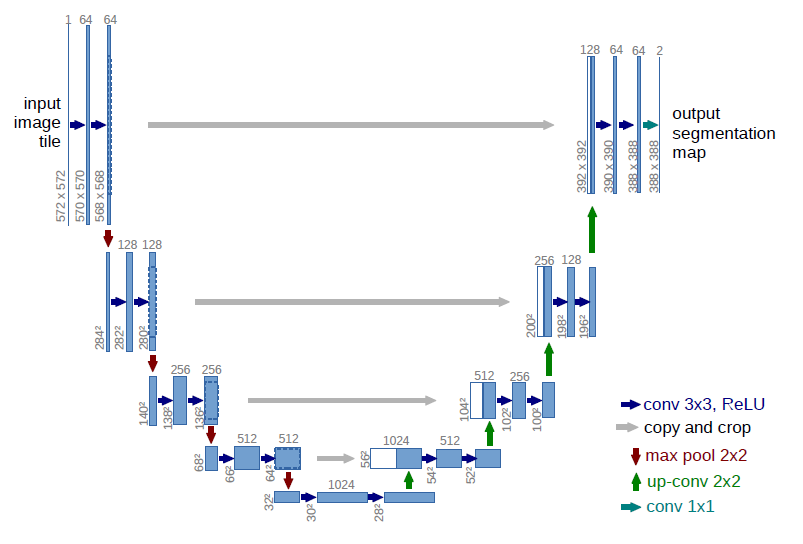 1 64 64
input
image
tile
572 x 572
570 x 570
568 x 568
128 64 64 2
output
segmentation
map
392 x 392
390 x 390
388 x 388
388 x 388
128 128
284²
282²
280²
256 128
200²
198²
196²
256 256
140²
138²
136²
512 256
104²
102²
100²
512 512
68²
66²
64²
1024 512
56²
54²
52²
1024
32²
30²
28²
conv 3x3, ReLU
copy and crop
max pool 2x2
up-conv 2x2
conv 1x1